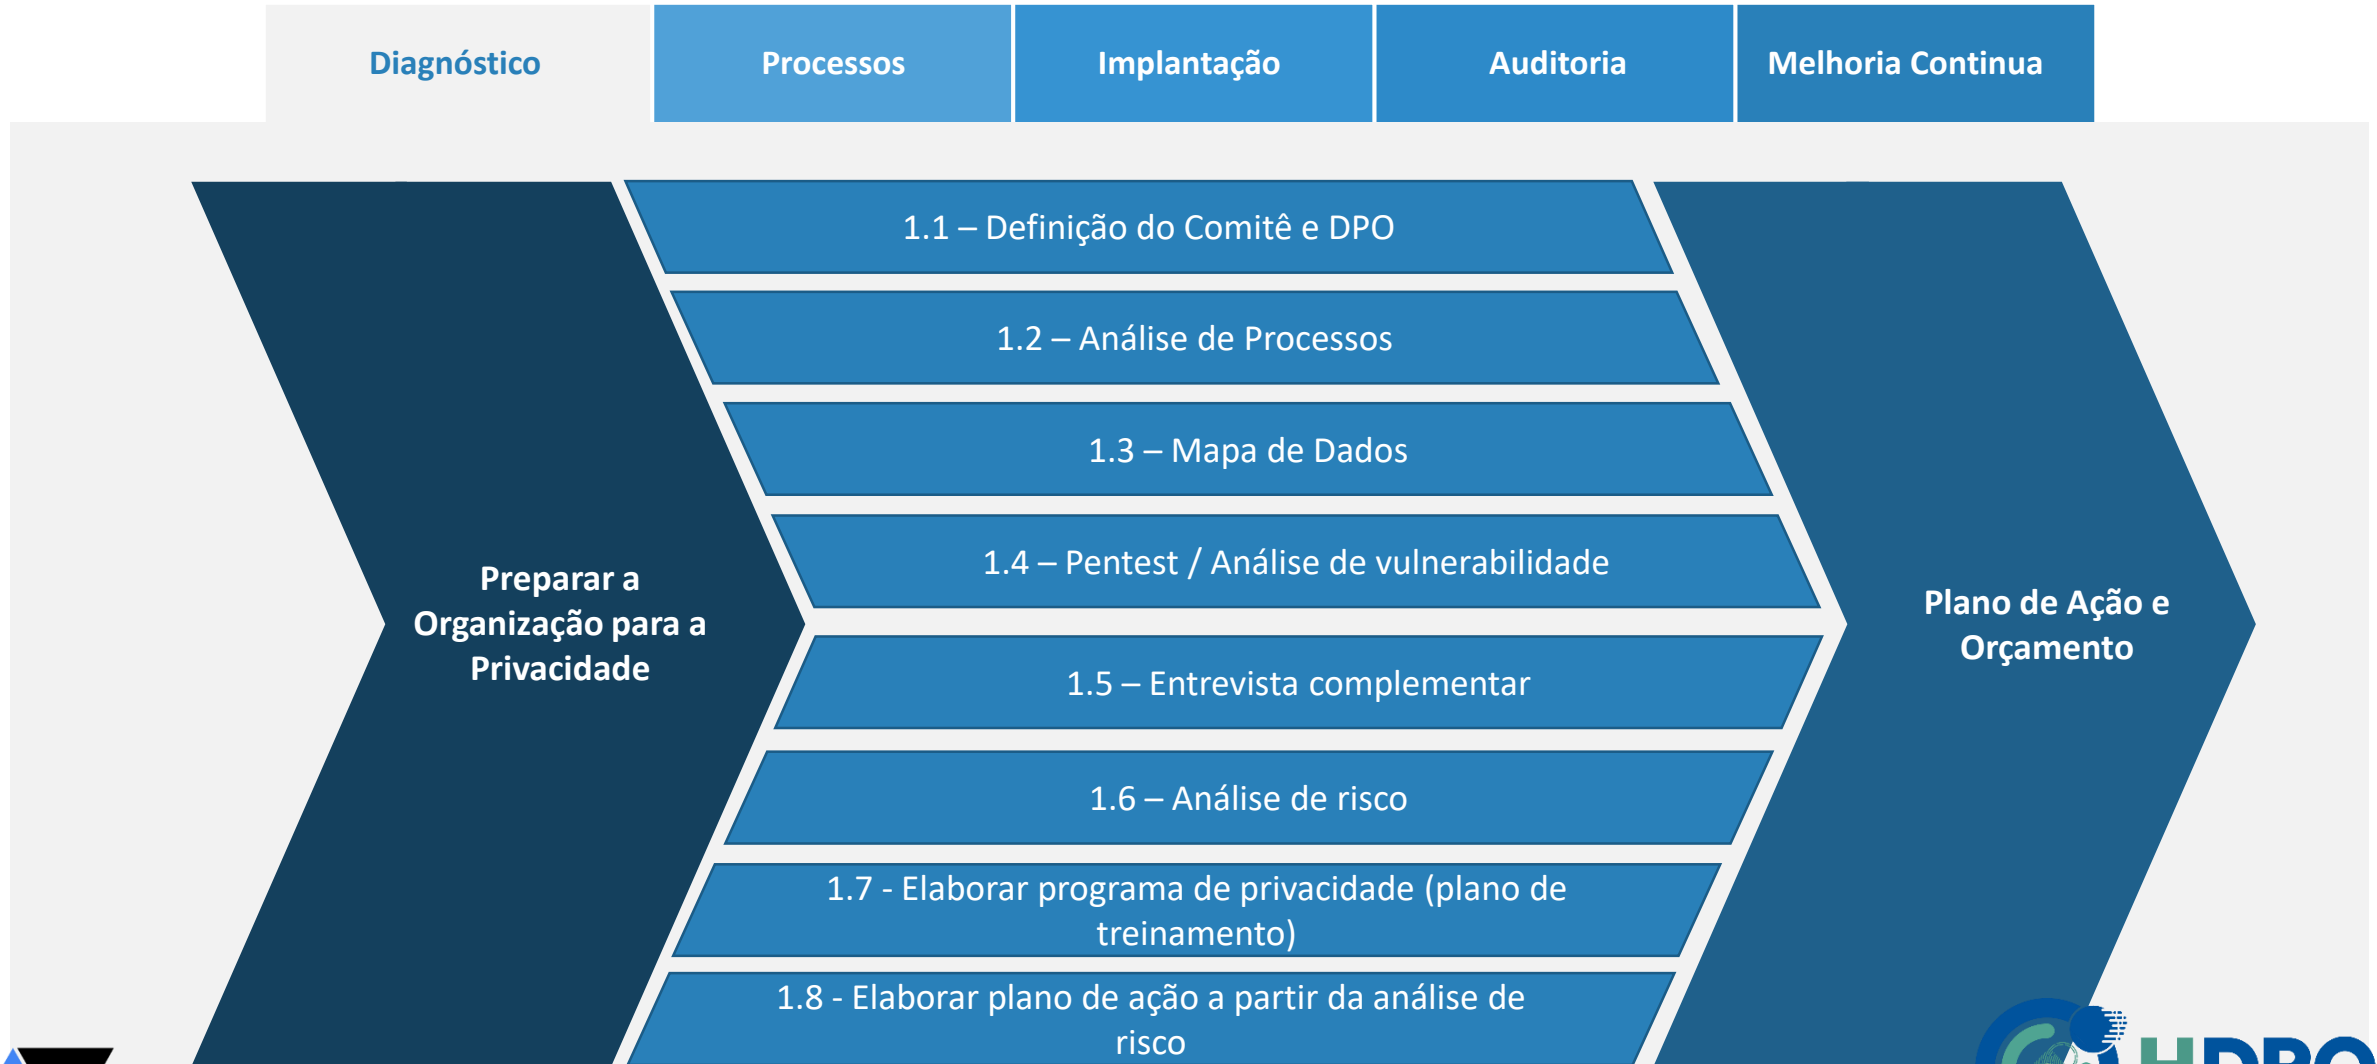 Diagnóstico
Processos
Implantação
Auditoria
Melhoria Continua
Preparar a
Organização para a
Privacidade
1.1 – Definição do Comitê e DPO
1.2 – Análise de Processos
1.3 – Mapa de Dados
1.4 – Pentest / Análise de vulnerabilidade
1.5 – Entrevista complementar
1.6 – Análise de risco
1.7 - Elaborar programa de privacidade (plano de
treinamento)
1.8 - Elaborar plano de ação a partir da análise de
risco
Plano de Ação e
Orçamento